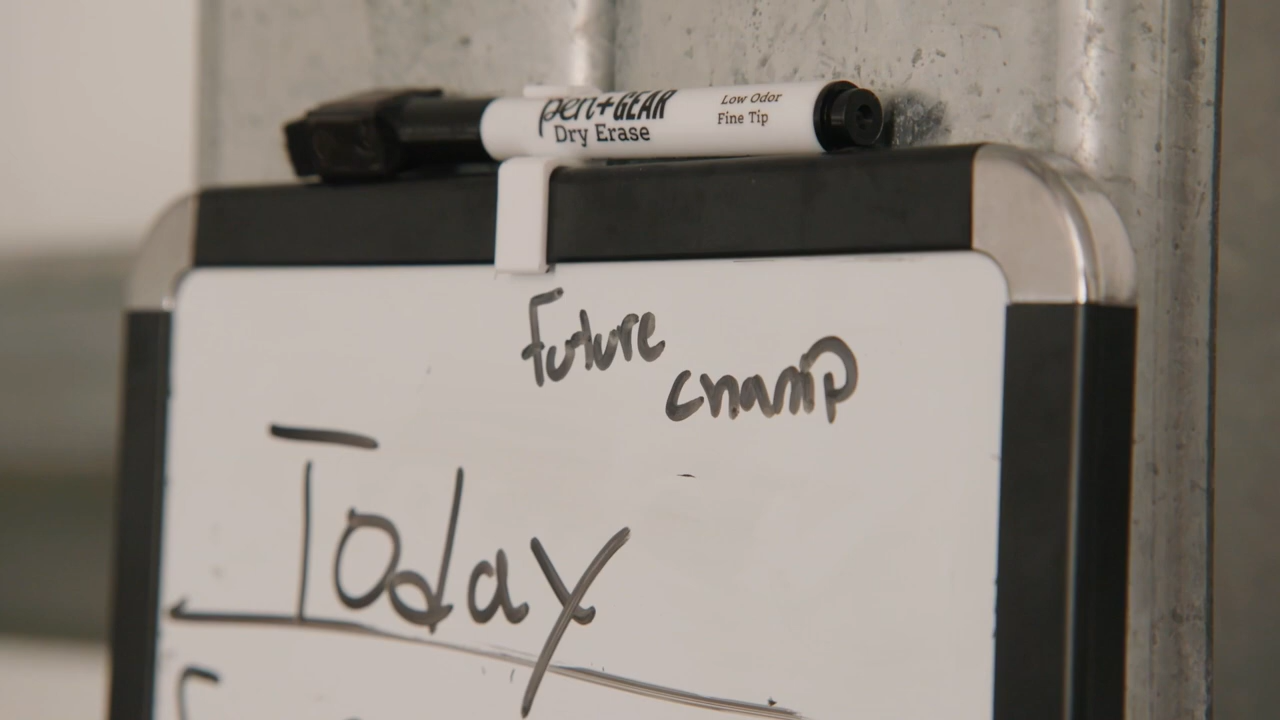 pen+GEAR
Dry Erase
Low Odor
Fine Tip
Future
champ
Today